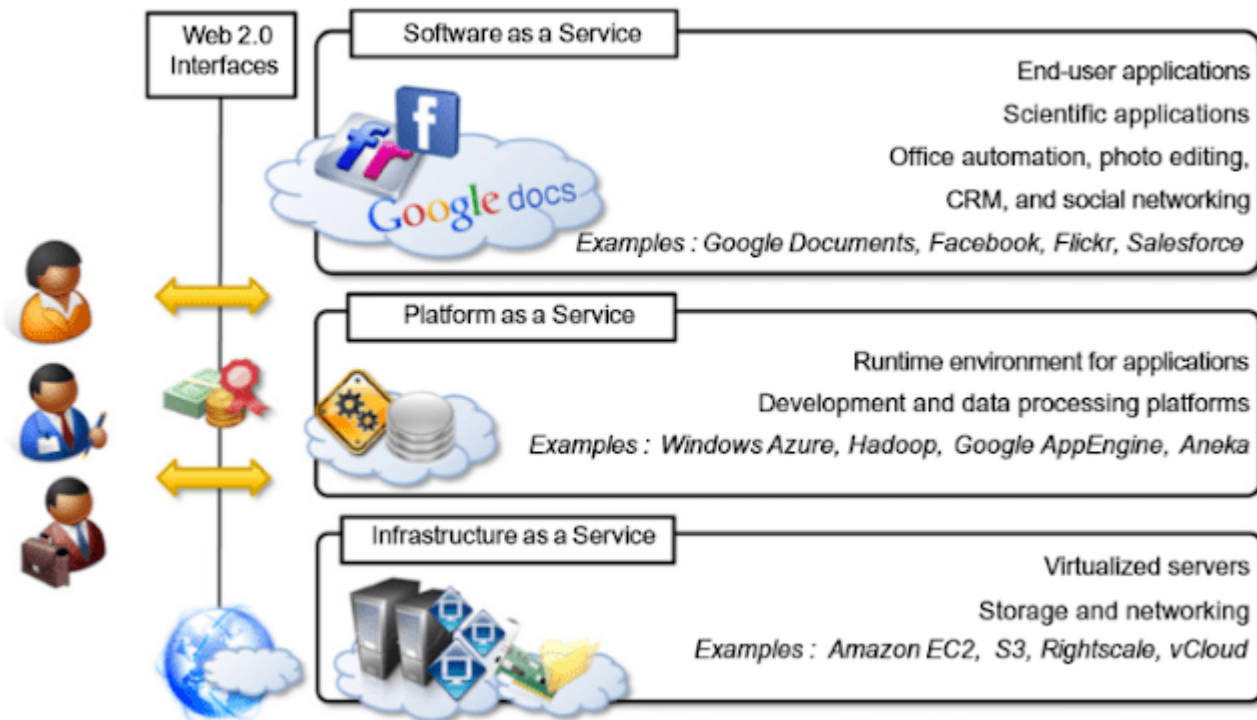 Web 2.0
Interfaces
Software as a Service
End-user applications
Scientific applications
Office automation, photo editing,
CRM, and social networking
Examples : Google Documents, Facebook, Flickr, Salesforce
f
fr
Google docs
Platform as a Service
Runtime environment for applications
Development and data processing platforms
Examples : Windows Azure, Hadoop, Google AppEngine, Aneka
Infrastructure as a Service
Virtualized servers
Storage and networking
Examples : Amazon EC2, S3, Rightscale, vCloud